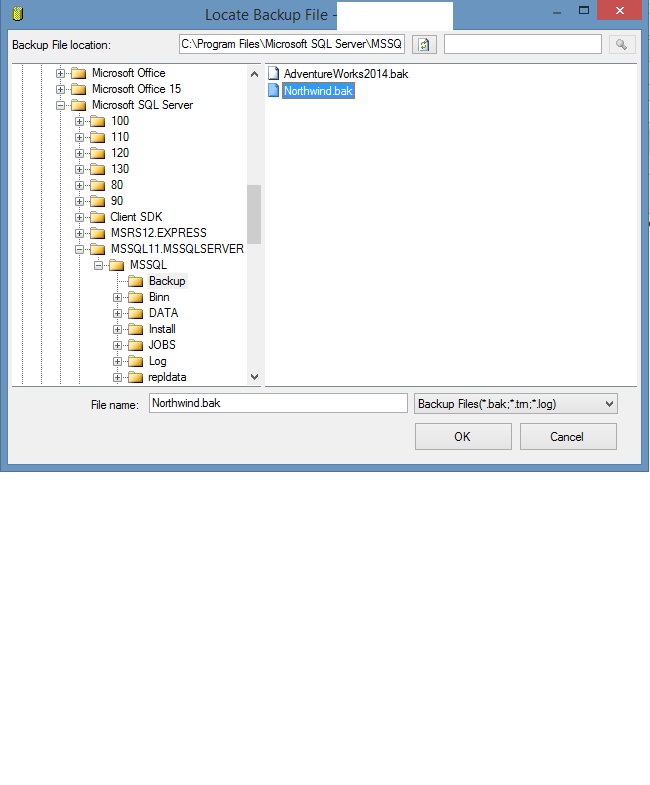 Locate Backup File -
Backup File location:
C:\Program Files\Microsoft SQL Server\MSSQ
Microsoft Office
Microsoft Office 15
Microsoft SQL Server
100
110
120
130
80
90
Client SDK
MSRS12.EXPRESS
MSSQL11.MSSQLSERVER
MSSQL
Backup
Binn
DATA
Install
JOBS
Log
repldata
AdventureWorks2014.bak
Northwind.bak
File name:
Northwind.bak
Backup Files(*.bak;*.trn;*.log)
OK
Cancel